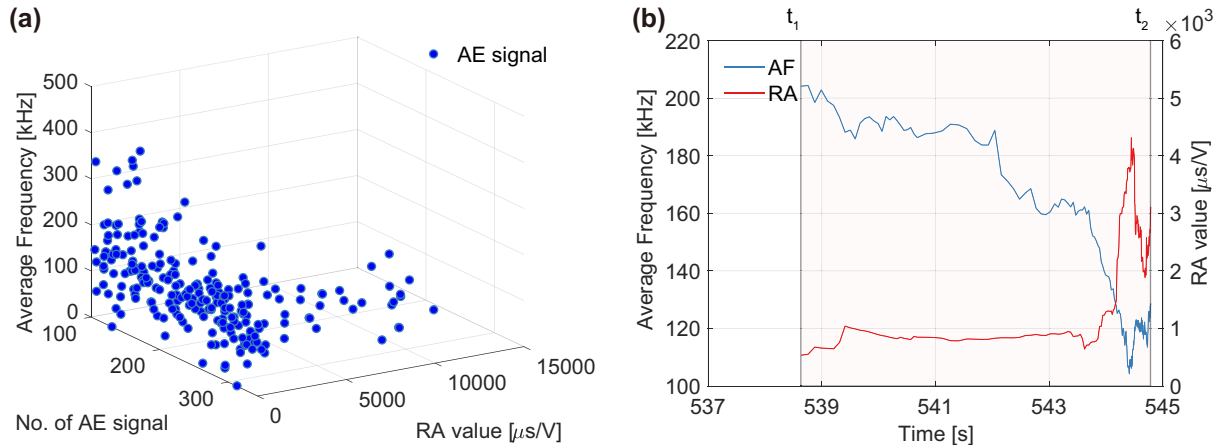 (a)
AE signal
500
400
300
200
100
0
Average Frequency [kHz]
100
200
300
No. of AE signal
0
5000
10000
15000
RA value [μs/V]
(b)
t1
t2
×10³
AF
RA
220
200
180
160
140
120
100
Average Frequency [kHz]
6
5
4
3
2
1
0
RA value [μs/V]
537
539
541
543
545
Time [s]